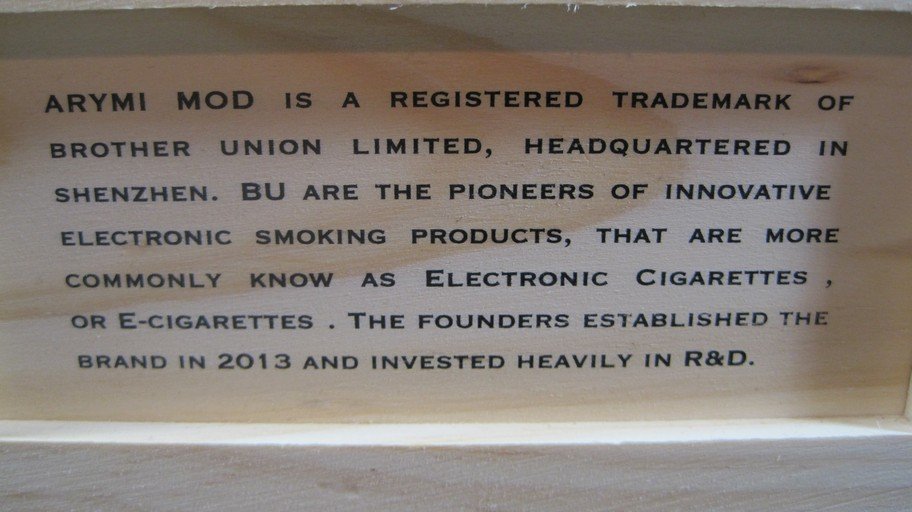 ARYMI MOD IS A REGISTERED TRADEMARK OF
BROTHER UNION LIMITED, HEADQUARTERED IN
SHENZHEN. BU ARE THE PIONEERS OF INNOVATIVE
ELECTRONIC SMOKING PRODUCTS, THAT ARE MORE
COMMONLY KNOW AS ELECTRONIC CIGARETTES ,
OR E-CIGARETTES . THE FOUNDERS ESTABLISHED THE
BRAND IN 2013 AND INVESTED HEAVILY IN R&D.